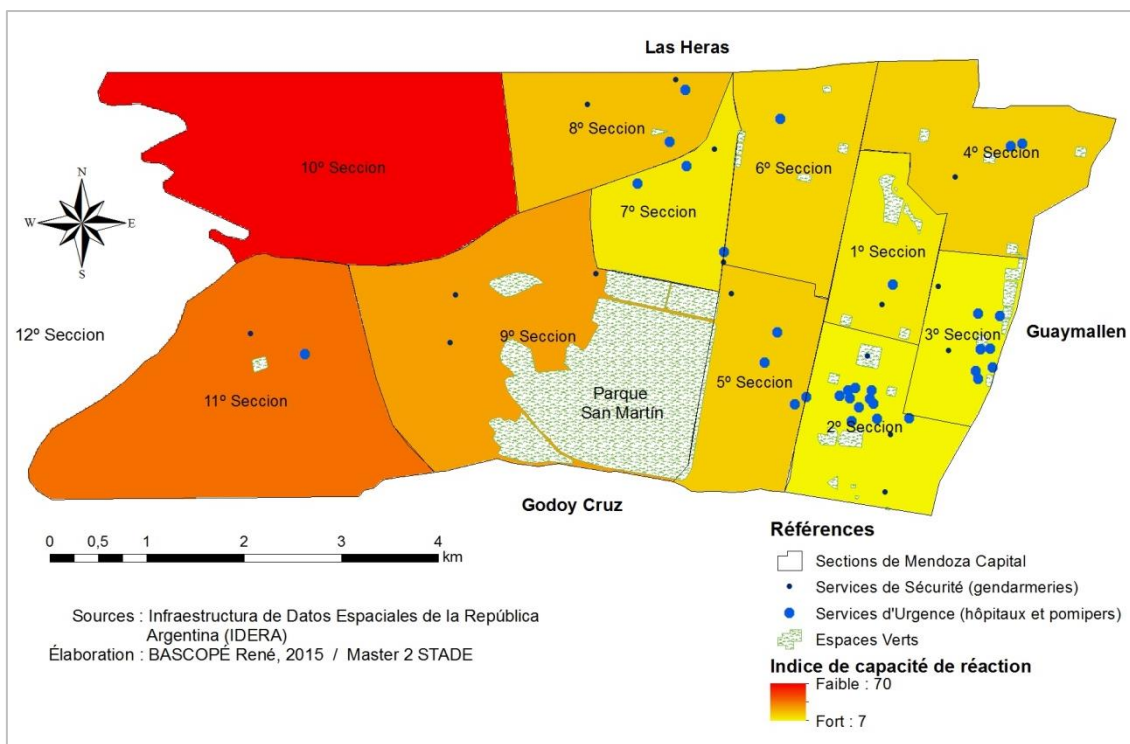 Las Heras
8º Seccion
10º Seccion
4º Seccion
6º Seccion
7º Seccion
1º Seccion
N
W
E
S
12º Seccion
9º Seccion
3º Seccion
Guaymallen
5º Seccion
11º Seccion
Parque
San Martín
2º Seccion
Godoy Cruz
0 0,5 1 2 3 4
km
Sources : Infraestructura de Datos Espaciales de la República
Argentina (IDERA)
Élaboration : BASCOPÉ René, 2015 / Master 2 STADE
Références
Sections de Mendoza Capital
Services de Sécurité (gendarmeries)
Services d'Urgence (hôpitaux et pomipers)
Espaces Verts
Indice de capacité de réaction
Faible : 70
Fort : 7